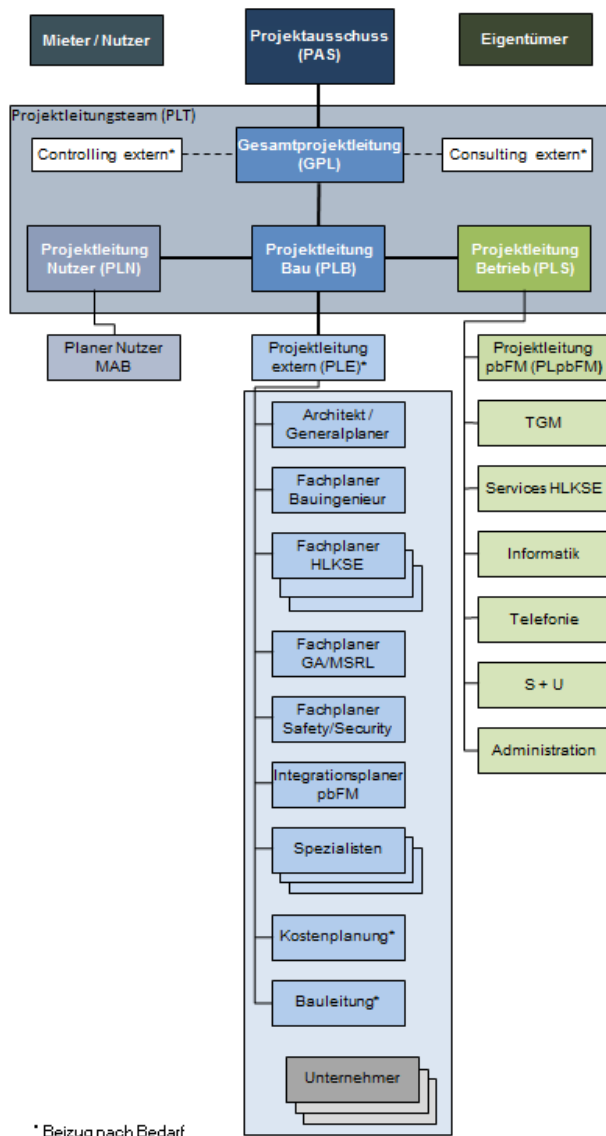 Mieter / Nutzer
Projektausschuss
(PAS)
Eigentümer
Projektleitungsteam (PLT)
Controlling extern*
Gesamtprojektleitung
(GPL)
Consulting extern*
Projektleitung
Nutzer (PLN)
Projektleitung
Bau (PLB)
Projektleitung
Betrieb (PLS)
Planer Nutzer
MAB
Projektleitung
extern (PLE)*
Projektleitung
pbFM (PLpbFM)
Architekt /
Generalplaner
Fachplaner
Bauingenieur
Fachplaner
HLKSE
Fachplaner
GA/MSRL
Fachplaner
Safety/Security
Integrationsplaner
pbFM
Spezialisten
Kostenplanung*
Bauleitung*
Unternehmer
TGM
Services HLKSE
Informatik
Telefonie
S + U
Administration
* Beizug nach Bedarf